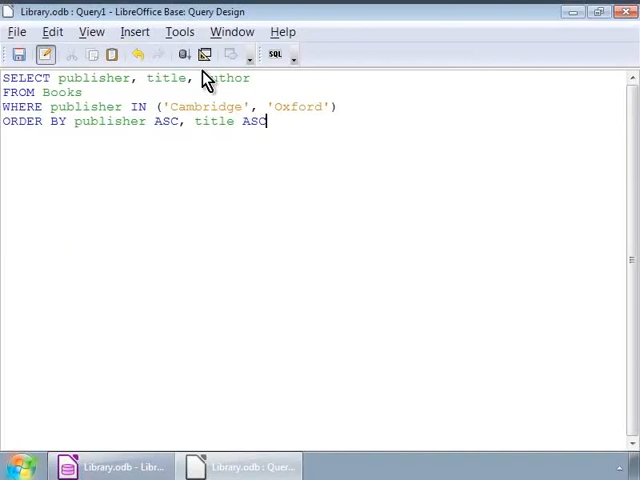 Library.odb : Query1 - LibreOffice Base: Query Design
File Edit View Insert Tools Window Help
SQL
SELECT publisher, title, author
FROM Books
WHERE publisher IN ('Cambridge', 'Oxford')
ORDER BY publisher ASC, title ASC
Library.odb - Libr... Library.odb : Quer...